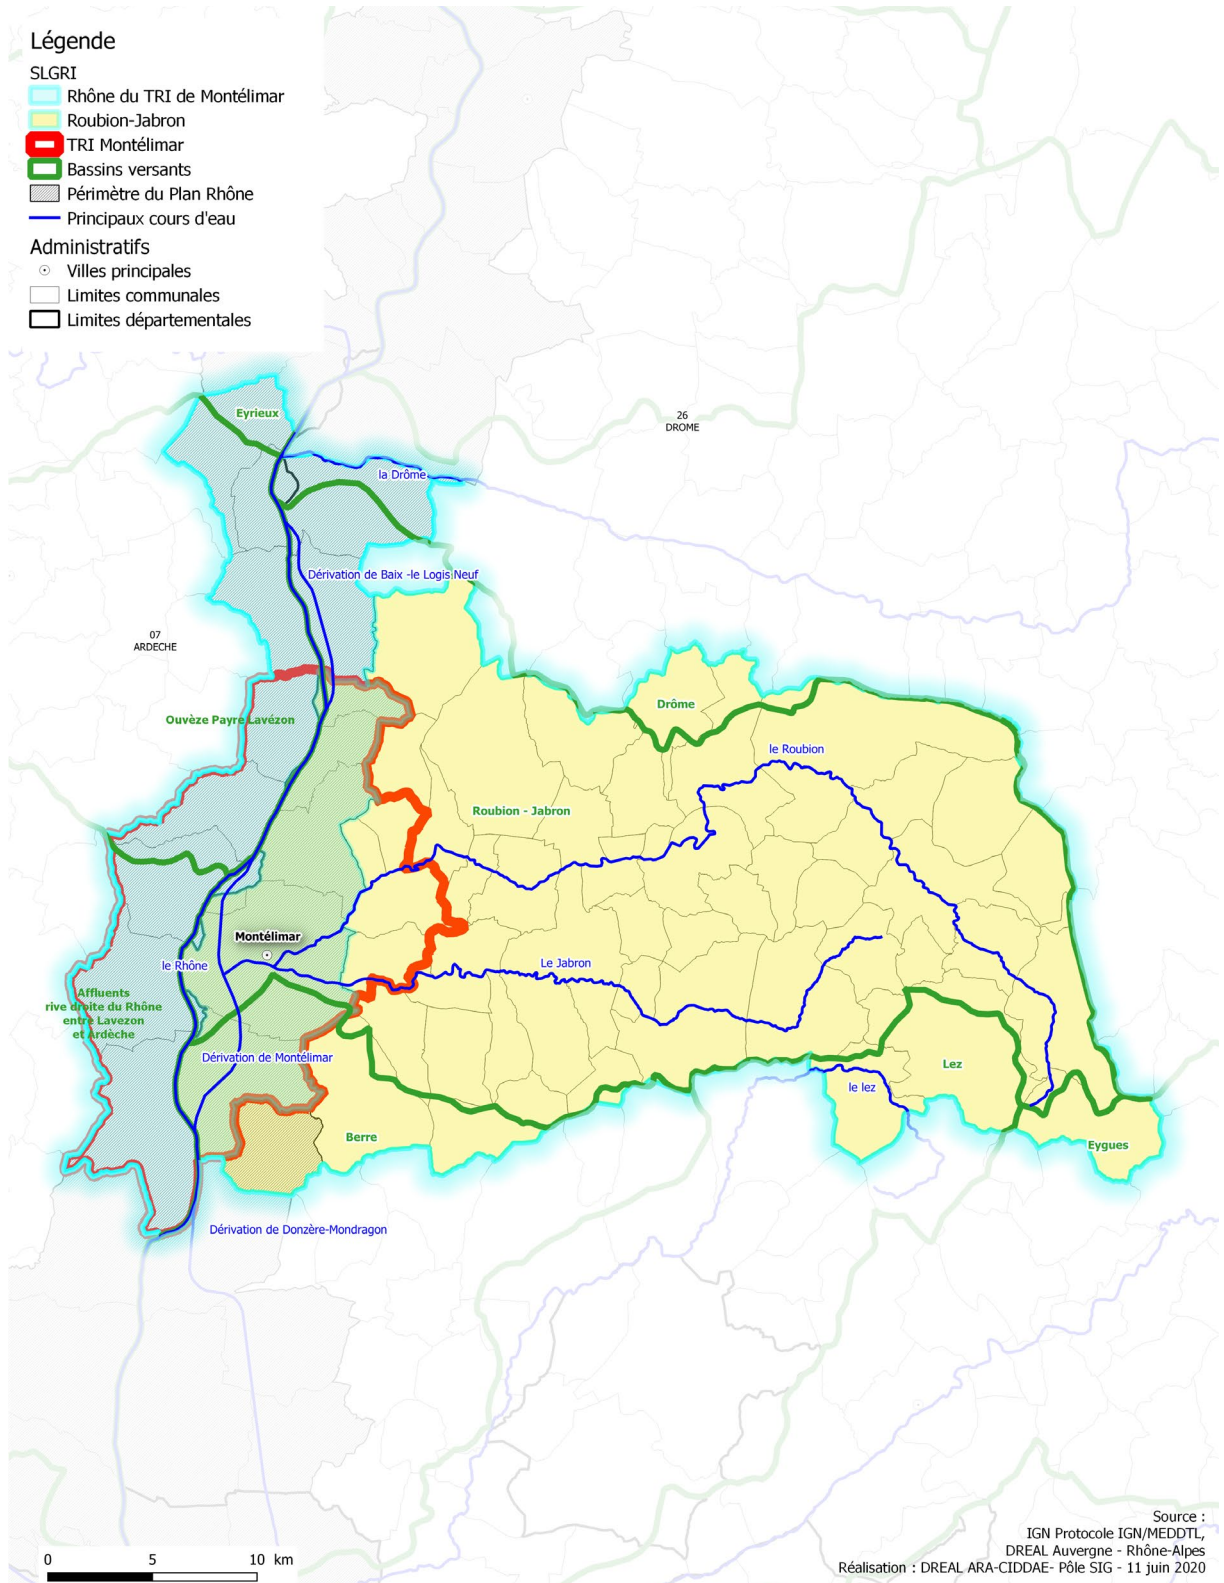 Légende
SLGRI
Rhône du TRI de Montélimar
Roubion-Jabron
TRI Montélimar
Bassins versants
Périmètre du Plan Rhône
Principaux cours d'eau
Administratifs
Villes principales
Limites communales
Limites départementales
Eyrieux
26
DROME
la Drôme
Dérivation de Baix -le Logis Neuf
07
ARDECHE
Drôme
Ouvèze Payre Lavézon
le Roubion
Roubion - Jabron
Montélimar
le Rhône
Le Jabron
Affluents
rive droite du Rhône
entre Lavezon
et Ardèche
Dérivation de Montélimar
Lez
le lez
Berre
Eygues
Dérivation de Donzère-Mondragon
Source :
IGN Protocole IGN/MEDDTL,
DREAL Auvergne - Rhône-Alpes
Réalisation : DREAL ARA-CIDDAE- Pôle SIG - 11 juin 2020
0 5 10 km